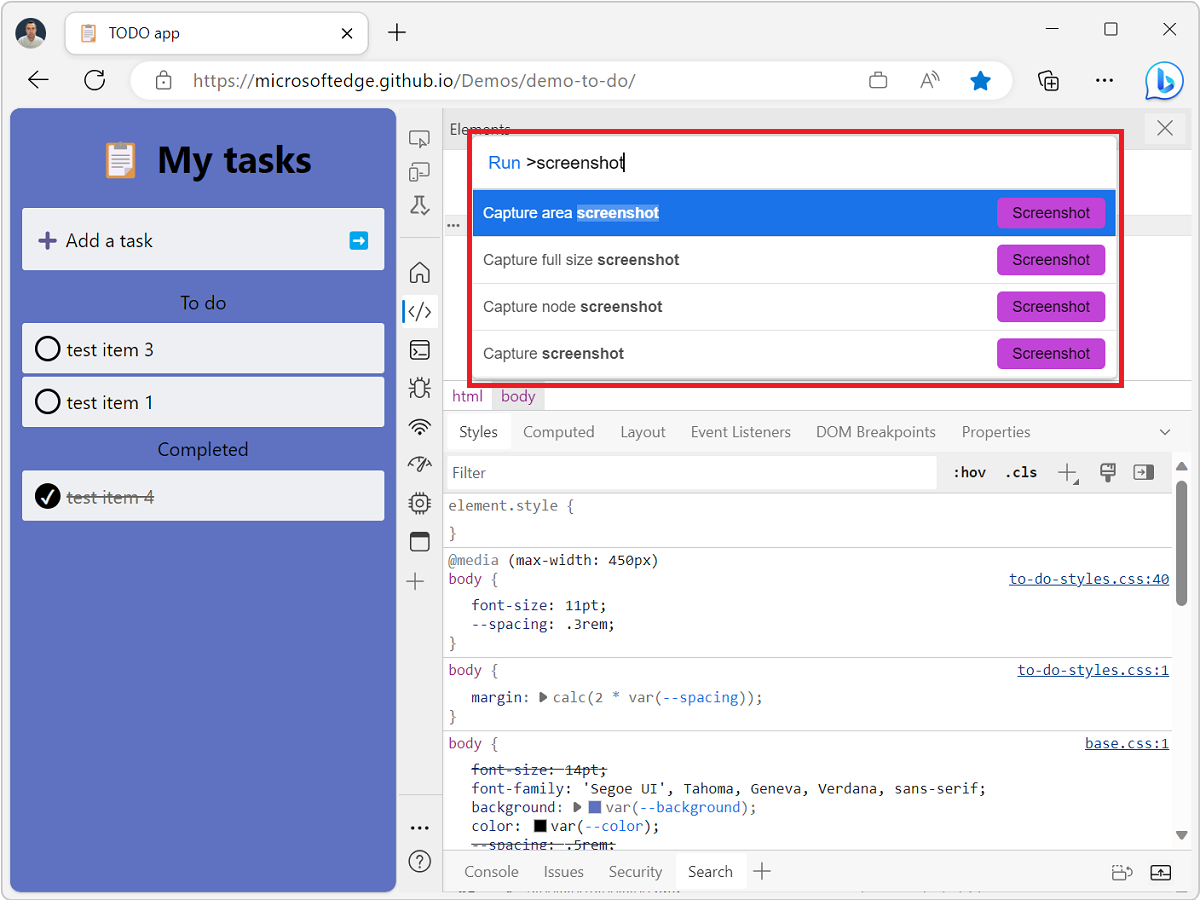 TODO app
https://microsoftedge.github.io/Demos/demo-to-do/
My tasks
Add a task
To do
test item 3
test item 1
Completed
test item 4
Elements
Run >screenshot
Capture area screenshot Screenshot
Capture full size screenshot Screenshot
Capture node screenshot Screenshot
Capture screenshot Screenshot
html body
Styles Computed Layout Event Listeners DOM Breakpoints Properties
Filter :hov .cls
element.style {
}
@media (max-width: 450px)
body { to-do-styles.css:40
font-size: 11pt;
--spacing: .3rem;
}
body { to-do-styles.css:1
margin: calc(2 * var(--spacing));
}
body { base.css:1
font-size: 14pt;
font-family: 'Segoe UI', Tahoma, Geneva, Verdana, sans-serif;
background: var(--background);
color: var(--color);
--spacing: .5rem;
Console Issues Security Search